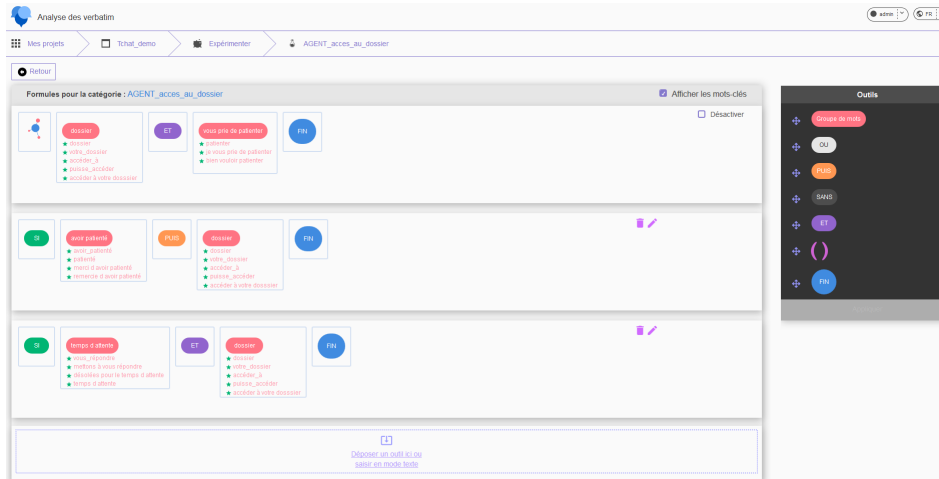 Analyse des verbatim
admin
FR
Mes projets
Tchat_demo
Expérimenter
AGENT_acces_au_dossier
Retour
Formules pour la catégorie : AGENT_acces_au_dossier
Afficher les mots-clés
Désactiver
dossier
ET
vous prie de patienter
FIN
dossier
votre_dossier
accéder_à
puisse_accéder
accéder à votre dosssier
patienter
je vous prie de patienter
bien vouloir patienter
SI
avoir patienté
PUIS
dossier
FIN
avoir_patienté
patienté
merci d avoir patienté
remercie d avoir patienté
dossier
votre_dossier
accéder_à
puisse_accéder
accéder à votre dosssier
SI
temps d attente
ET
dossier
FIN
vous_répondre
mettons à vous répondre
désolées pour le temps d attente
temps d attente
dossier
votre_dossier
accéder_à
puisse_accéder
accéder à votre dosssier
Déposer un outil ici ou
saisir en mode texte
Outils
Groupe de mots
OU
PUIS
SANS
ET
( )
FIN